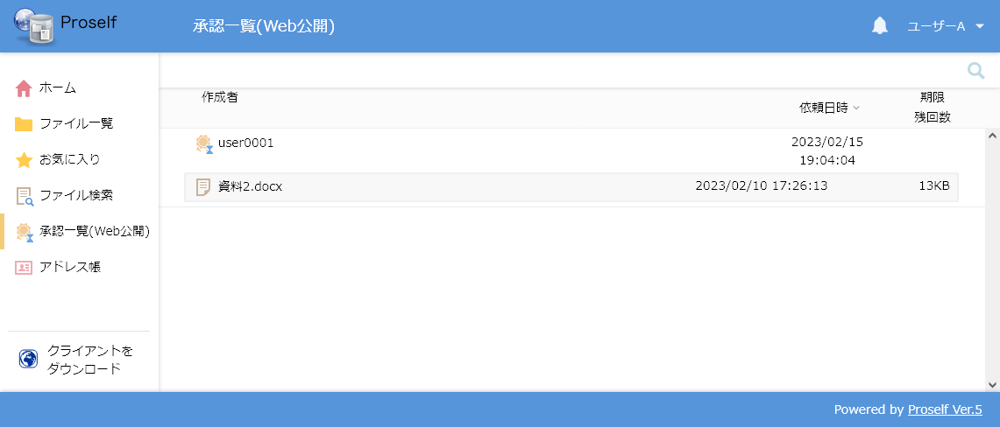 Proself
承認一覧(Web公開)
ユーザーA
ホーム
ファイル一覧
お気に入り
ファイル検索
承認一覧(Web公開)
アドレス帳
クライアントを
ダウンロード
作成者
依頼日時
期限
残回数
user0001
2023/02/15
19:04:04
資料2.docx
2023/02/10 17:26:13
13KB
Powered by Proself Ver.5